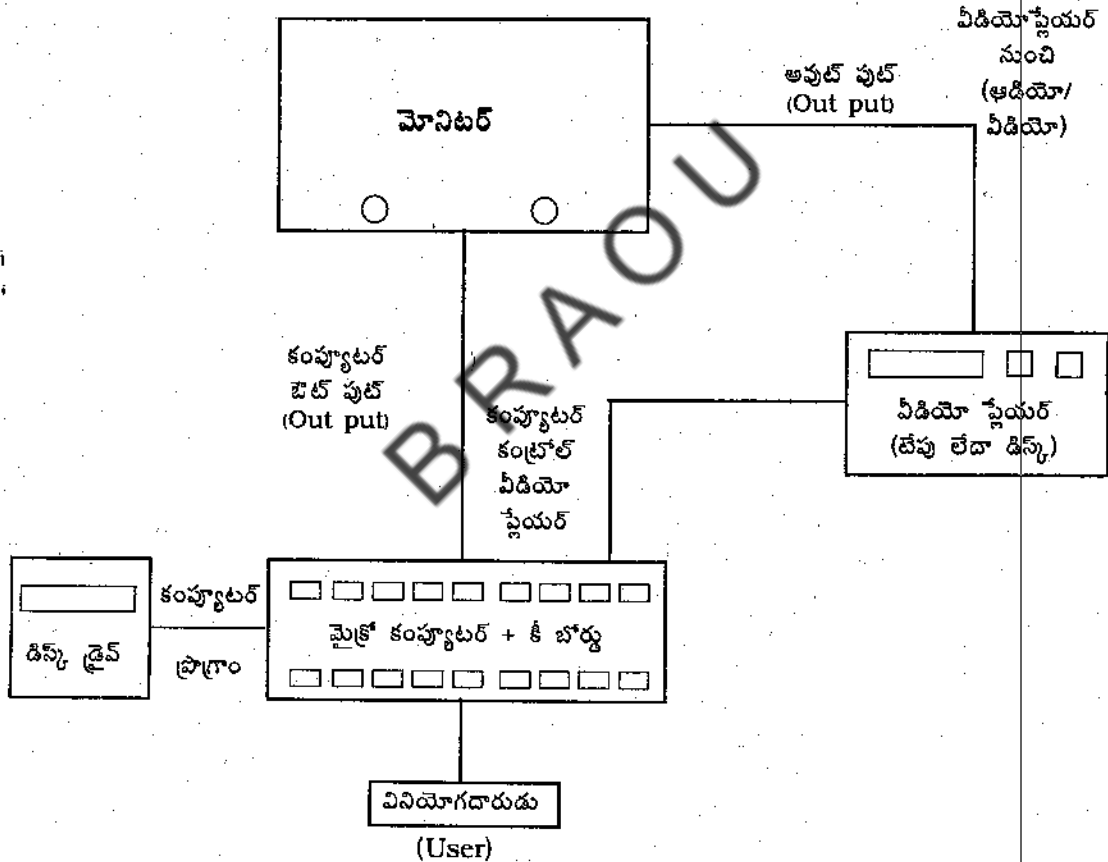 వీడియోప్లేయర్
నుంచి
(ఆడియో/
వీడియో)
అవుట్ పుట్
(Out put)
మోనిటర్
కంప్యూటర్
ఔట్ పుట్
(Out put)
కంప్యూటర్
కంట్రోల్
వీడియో
ప్లేయర్
వీడియో ప్లేయర్
(టేపు లేదా డిస్క్)
డిస్క్ డ్రైవ్
కంప్యూటర్
ప్రొగ్రాం
మైక్రో కంప్యూటర్ + కీ బోర్డు
వినియోగదారుడు
(User)
BRAOU